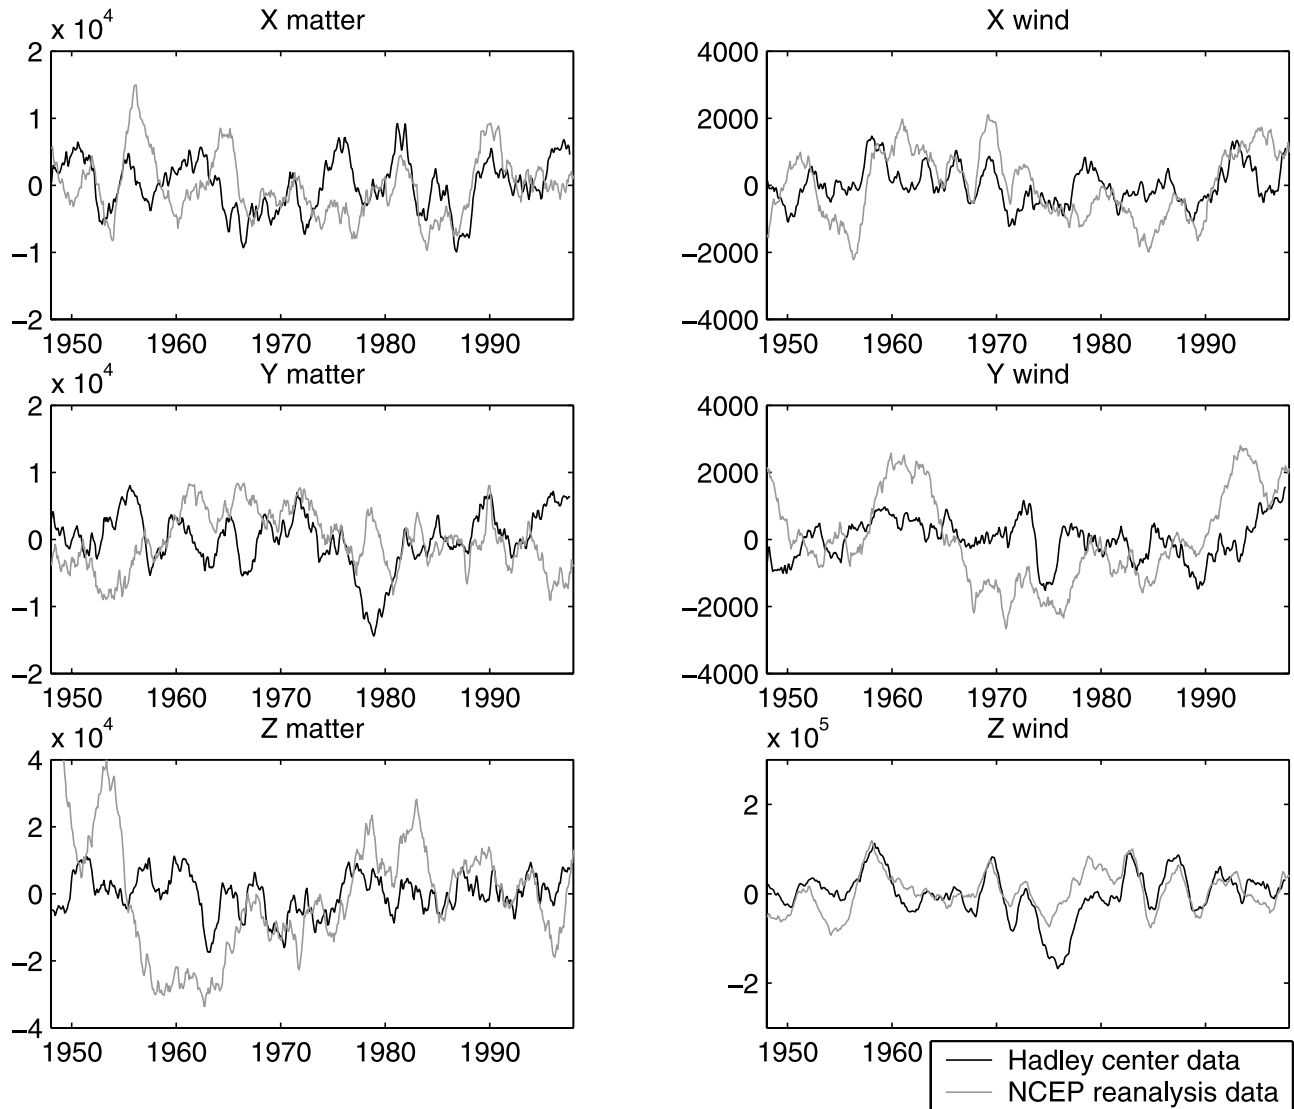 x 10^4
X matter
2
1
0
−1
−2
1950 1960 1970 1980 1990
X wind
4000
2000
0
−2000
−4000
1950 1960 1970 1980 1990
x 10^4
Y matter
2
1
0
−1
−2
1950 1960 1970 1980 1990
Y wind
4000
2000
0
−2000
−4000
1950 1960 1970 1980 1990
x 10^4
Z matter
4
2
0
−2
−4
1950 1960 1970 1980 1990
x 10^5
Z wind
2
0
−2
1950 1960
Hadley center data
NCEP reanalysis data